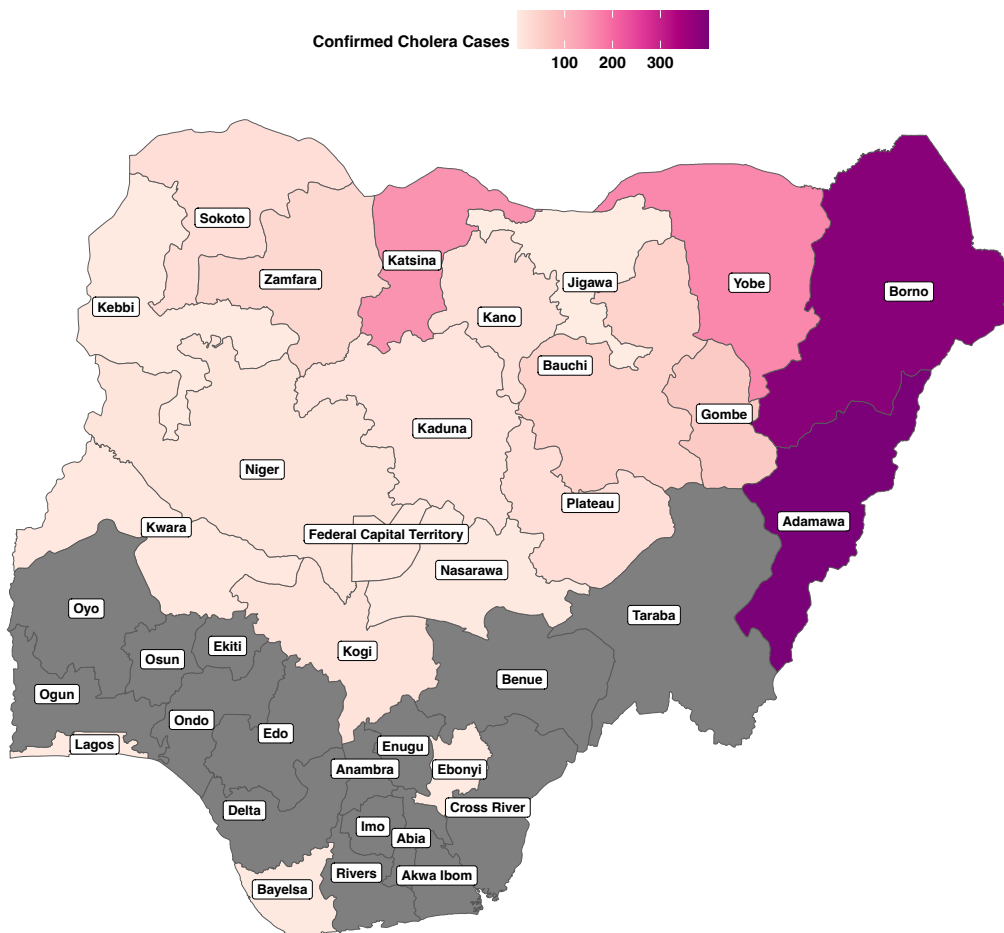 Confirmed Cholera Cases
100 200 300
Sokoto
Katsina
Zamfara
Jigawa
Yobe
Borno
Kebbi
Kano
Bauchi
Gombe
Kaduna
Niger
Plateau
Adamawa
Kwara
Federal Capital Territory
Nasarawa
Oyo
Taraba
Ekiti
Kogi
Osun
Benue
Ogun
Ondo
Edo
Lagos
Enugu
Anambra
Ebonyi
Delta
Cross River
Imo
Abia
Rivers
Akwa Ibom
Bayelsa